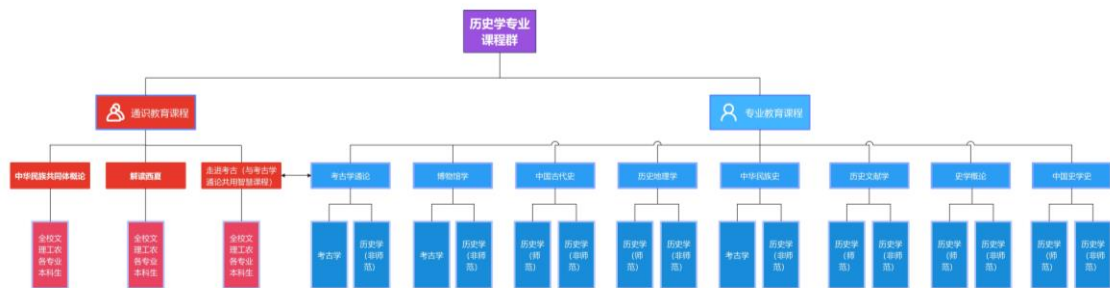 历史学专业
课程群
通识教育课程
专业教育课程
中华民族共同体概论
解读西夏
走进考古（与考古学
通论共用智慧课程）
考古学通论
博物馆学
中国古代史
历史地理学
中华民族史
历史文献学
史学概论
中国史学史
全校文
理工农
各专业
本科生
全校文
理工农
各专业
本科生
全校文
理工农
各专业
本科生
考古学
历史学
（非师
范）
考古学
历史学
（非师
范）
历史学
（师
范）
历史学
（非师
范）
历史学
（师
范）
历史学
（非师
范）
考古学
历史学
（非师
范）
历史学
（师
范）
历史学
（非师
范）
历史学
（师
范）
历史学
（非师
范）
历史学
（师
范）
历史学
（非师
范）